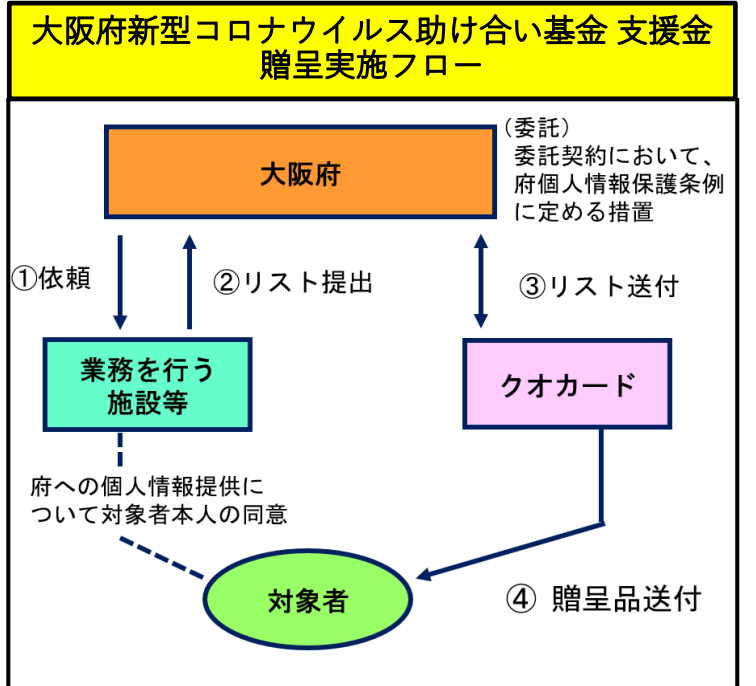 大阪府新型コロナウイルス助け合い基金 支援金
贈呈実施フロー
大阪府
（委託）
委託契約において、
府個人情報保護条例
に定める措置
①依頼
②リスト提出
③リスト送付
業務を行う
施設等
クオカード
府への個人情報提供に
ついて対象者本人の同意
対象者
④ 贈呈品送付